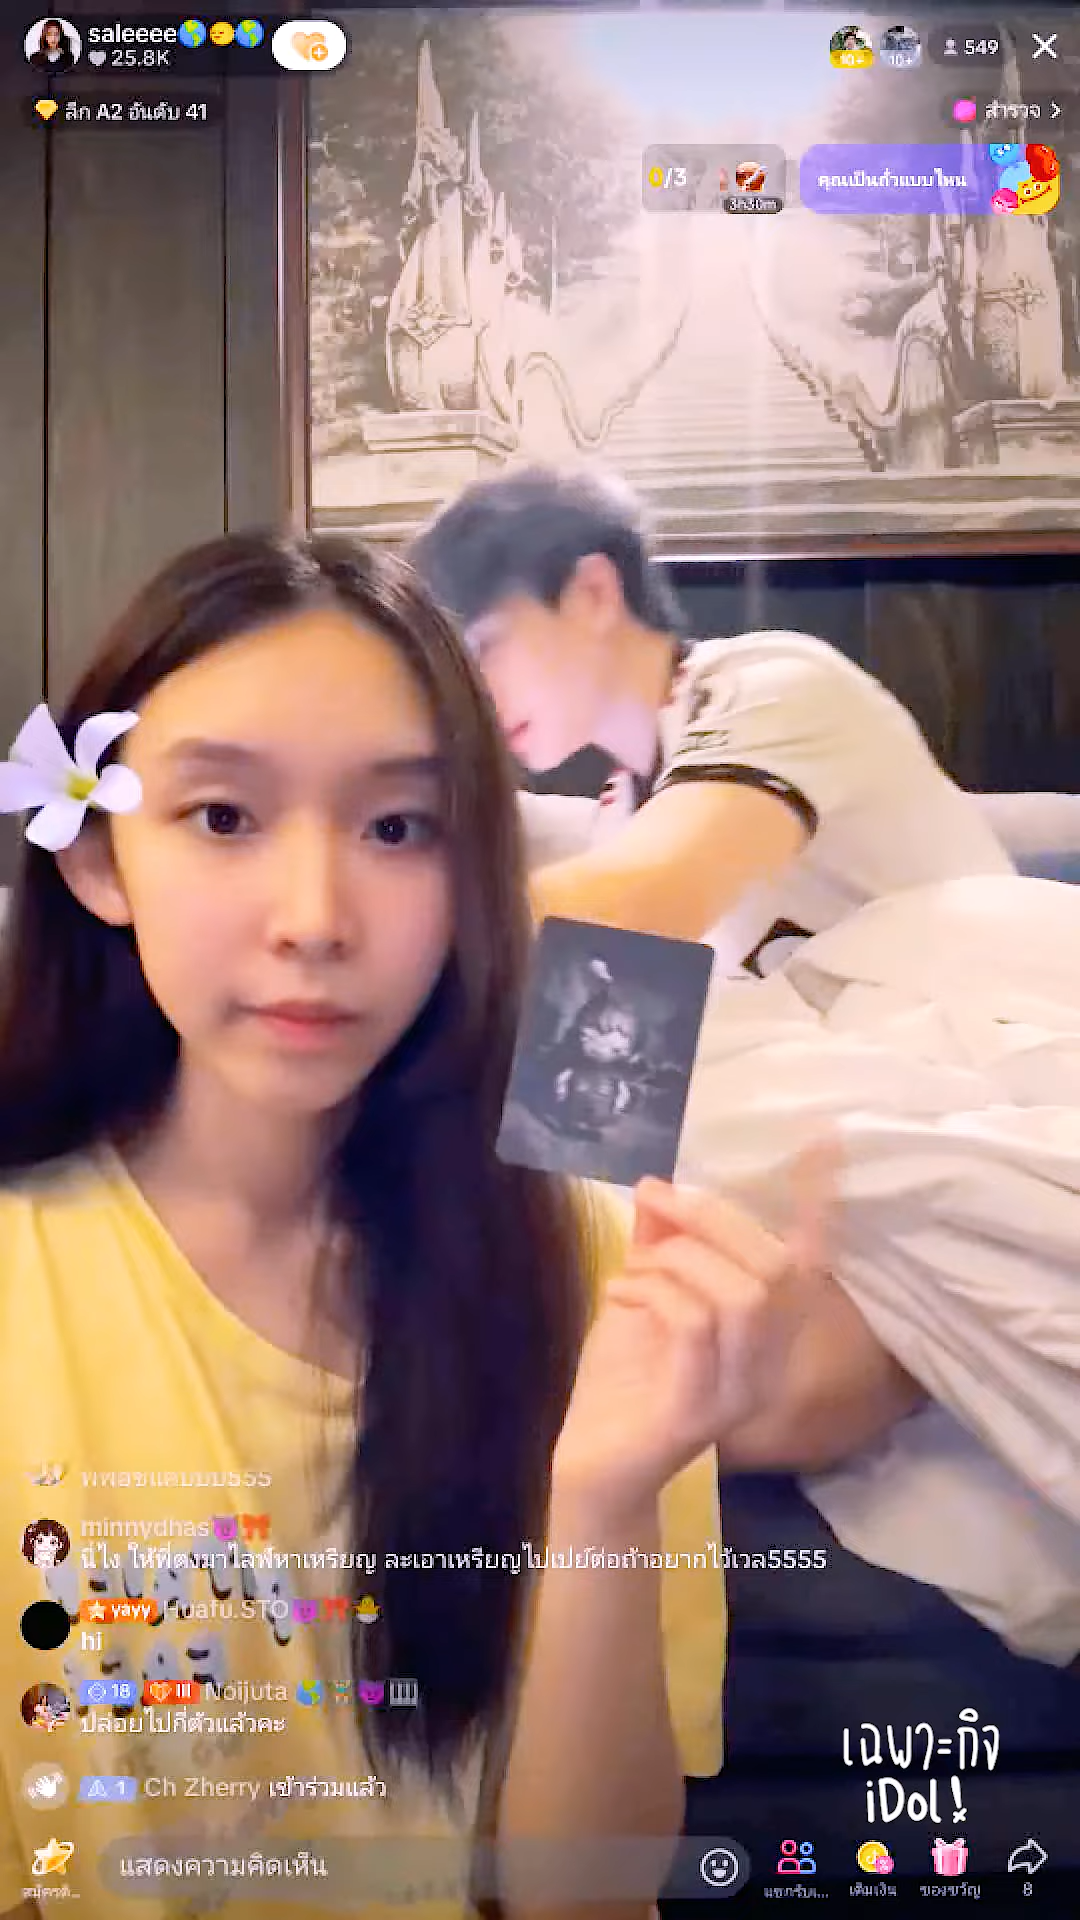 saleeee🌎🌝🌎
25.8K
10+
10+
549
ลีก A2 อันดับ 41
สำรวจ
0/3
3h30m
คุณเป็นถั่วแบบไหน
minnydhas😈🎀
นี่ไง ให้พี่ตงมาไลฟ์หาเหรียญ ละเอาเหรียญไปเปย์ต่อถ้าอยากไว้เวล5555
yayy Huafu.STO😈🎀🐥
hi
18 III Noijuta
ปล่อยไปกี่ตัวแล้วคะ
1 Ch Zherry เข้าร่วมแล้ว
เฉพาะกิจ
iDol!
แสดงความคิดเห็น
เติมเงิน
ของขวัญ
8